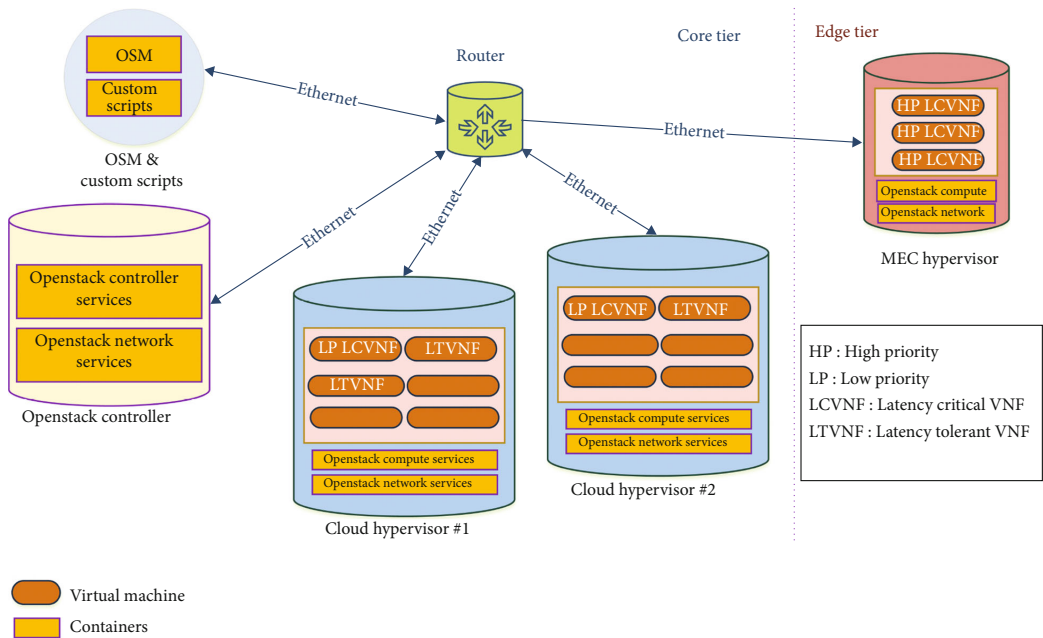 OSM
Custom
scripts
OSM &
custom scripts
Ethernet
Router
Core tier
Edge tier
Ethernet
HP LCVNF
HP LCVNF
HP LCVNF
Openstack compute
Openstack network
MEC hypervisor
Ethernet
Ethernet
Ethernet
Openstack controller
services
Openstack network
services
Openstack controller
LP LCVNF
LTVNF
LTVNF
Openstack compute services
Openstack network services
Cloud hypervisor #1
LP LCVNF
LTVNF
Openstack compute services
Openstack network services
Cloud hypervisor #2
HP : High priority
LP : Low priority
LCVNF : Latency critical VNF
LTVNF : Latency tolerant VNF
Virtual machine
Containers